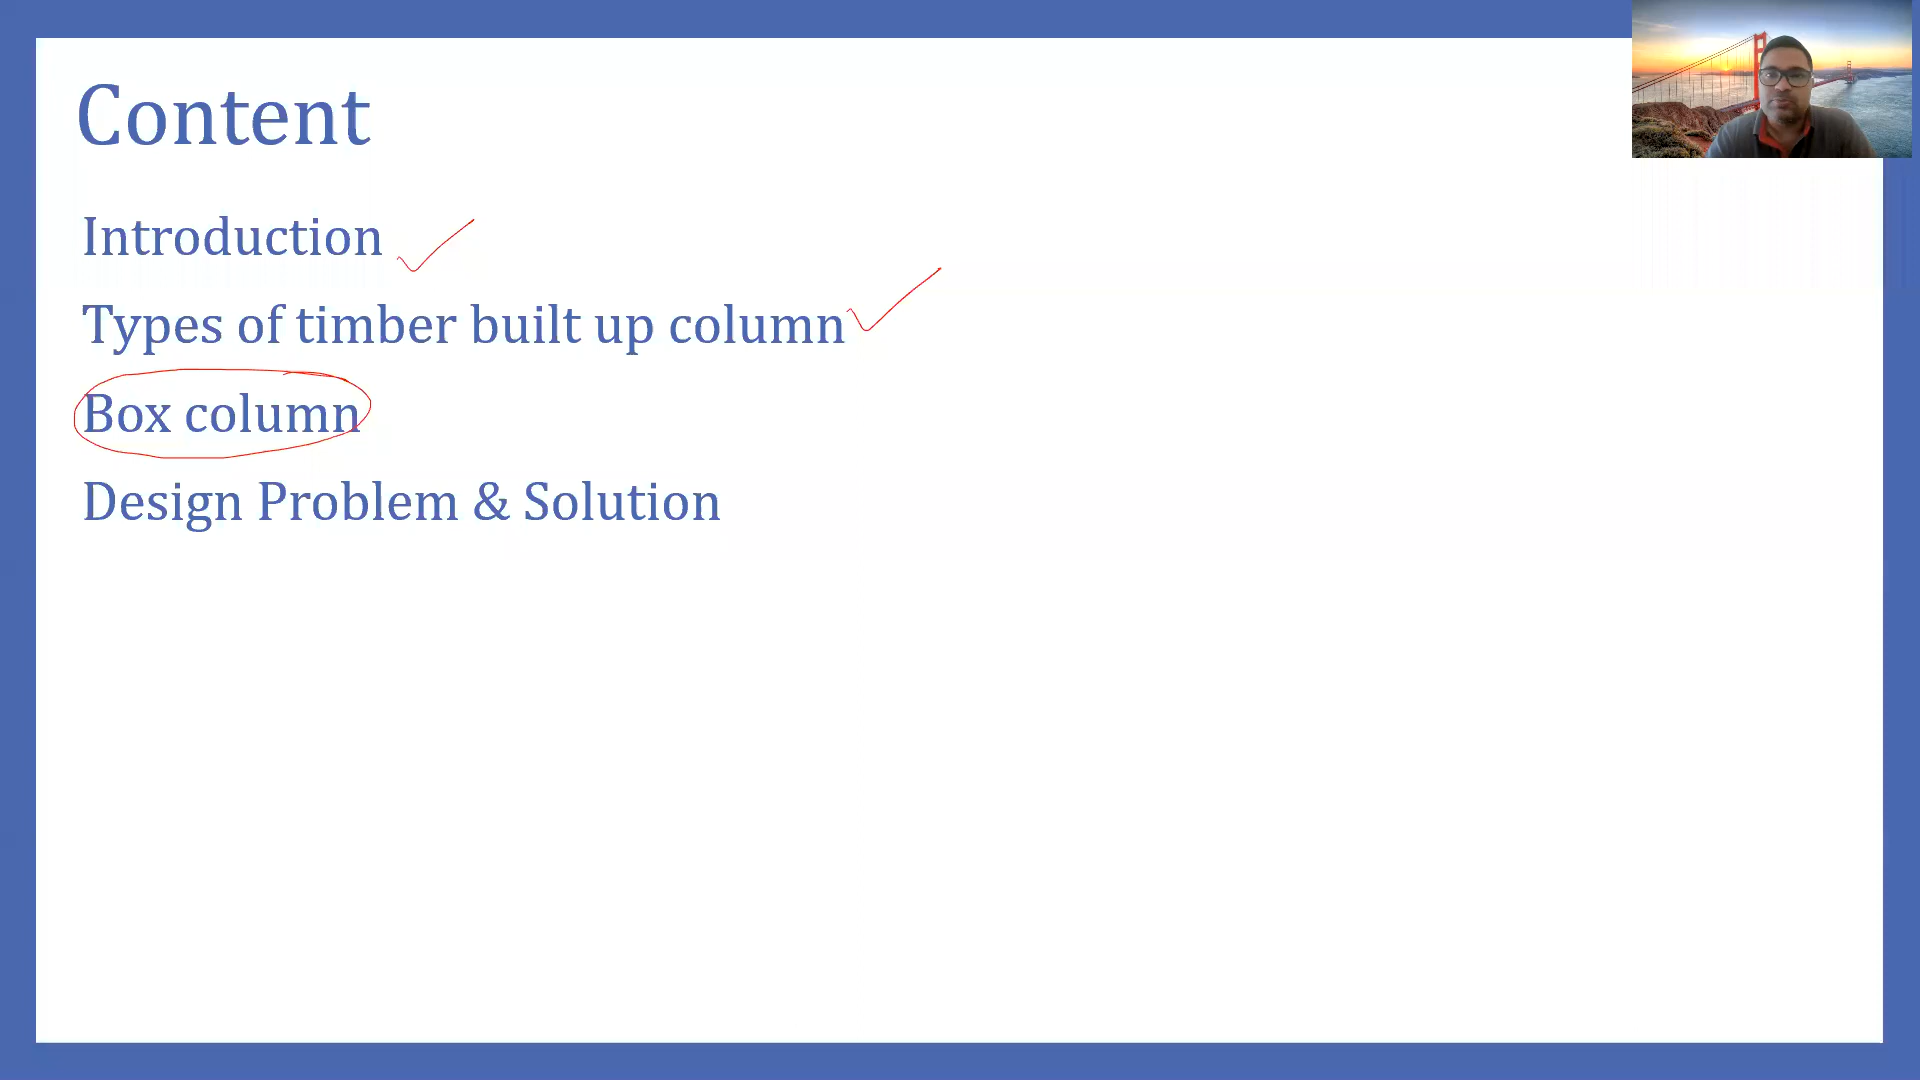 Content
Introduction
Types of timber built up column
Box column
Design Problem & Solution